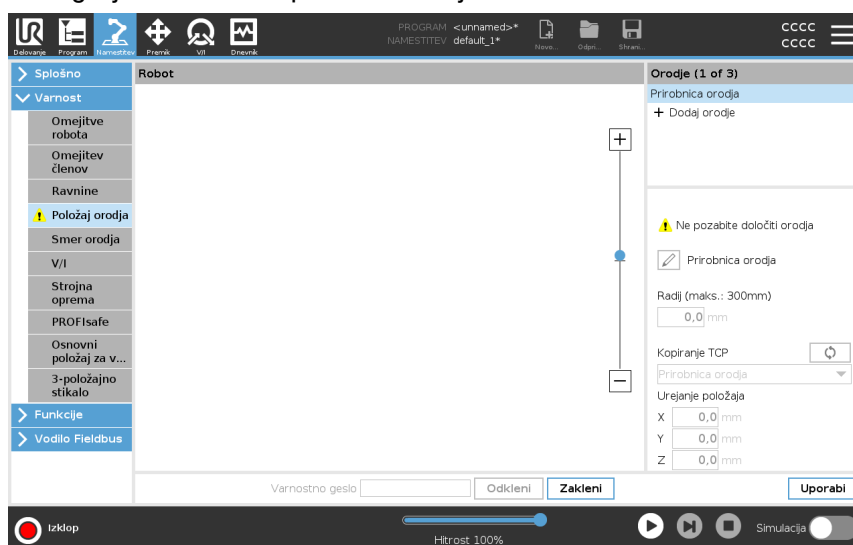 PROGRAM <unnamed>*
NAMESTITEV default_1*
Delovanje
Program
Namestitev
Premik
V/I
Dnevnik
Novo...
Odpri...
Shrani...
cccc
cccc
Splošno
Varnost
Omejitve
robota
Omejitev
členov
Ravnine
Položaj orodja
Smer orodja
V/I
Strojna
oprema
PROFIsafe
Osnovni
položaj za v...
3-položajno
stikalo
Funkcije
Vodilo Fieldbus
Robot
Orodje (1 of 3)
Prirobnica orodja
+ Dodaj orodje
Ne pozabite določiti orodja
Prirobnica orodja
Radij (maks.: 300mm)
0,0 mm
Kopiranje TCP
Prirobnica orodja
Urejanje položaja
X 0,0 mm
Y 0,0 mm
Z 0,0 mm
Varnostno geslo
Odkleni
Zakleni
Uporabi
Izklop
Hitrost 100%
Simulacija